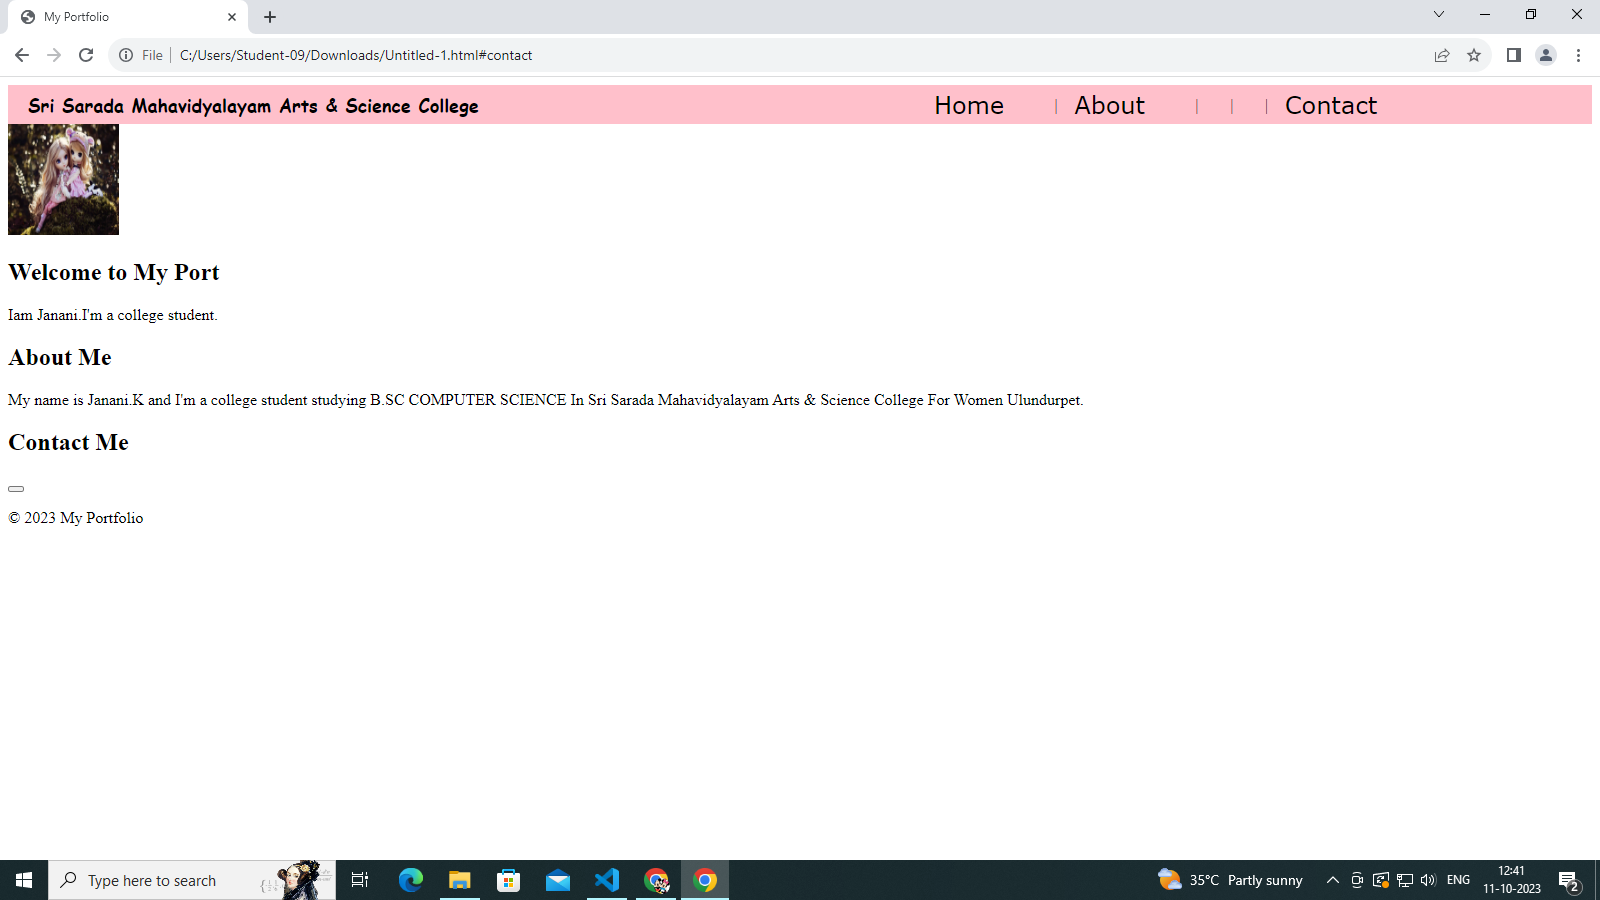 My Portfolio
File | C:/Users/Student-09/Downloads/Untitled-1.html#contact
Sri Sarada Mahavidyalayam Arts & Science College Home | About | | | Contact
Welcome to My Port
Iam Janani.I'm a college student.
About Me
My name is Janani.K and I'm a college student studying B.SC COMPUTER SCIENCE In Sri Sarada Mahavidyalayam Arts & Science College For Women Ulundurpet.
Contact Me
© 2023 My Portfolio
Type here to search
35°C Partly sunny
ENG
12:41
11-10-2023
2